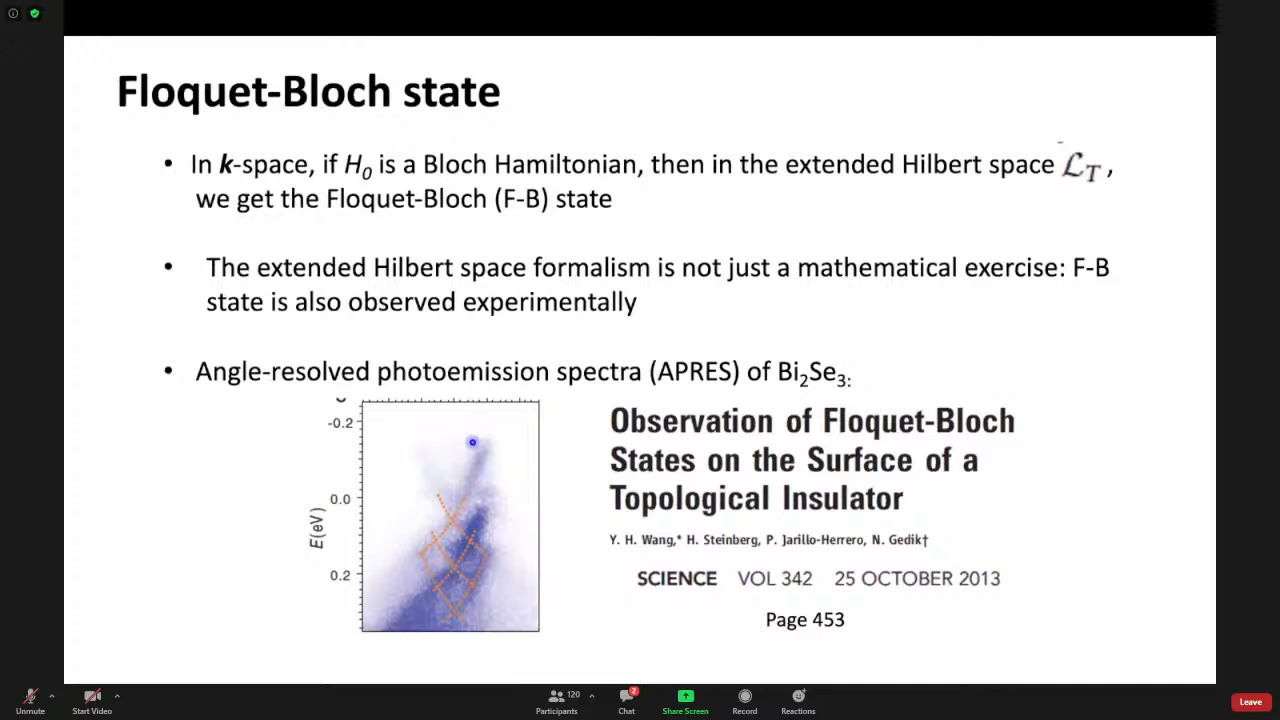 Floquet-Bloch state
• In k-space, if H₀ is a Bloch Hamiltonian, then in the extended Hilbert space ℒ_T ,
we get the Floquet-Bloch (F-B) state
• The extended Hilbert space formalism is not just a mathematical exercise: F-B
state is also observed experimentally
• Angle-resolved photoemission spectra (APRES) of Bi₂Se₃:
-0.2
0.0
0.2
E(eV)
Observation of Floquet-Bloch
States on the Surface of a
Topological Insulator
Y. H. Wang,* H. Steinberg, P. Jarillo-Herrero, N. Gedik†
SCIENCE VOL 342 25 OCTOBER 2013
Page 453
Unmute
Start Video
Participants
120
Chat
2
Share Screen
Record
Reactions
Leave